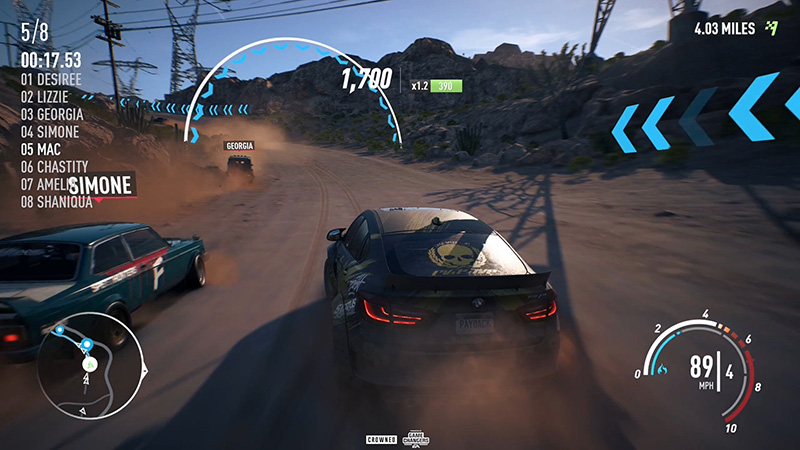 5/8
00:17.53
01 DESIREE
02 LIZZIE
03 GEORGIA
04 SIMONE
05 MAC
06 CHASTITY
07 AMELI
08 SHANIQUA
SIMONE
GEORGIA
1,700
x1.2 390
4.03 MILES
PAYBACK
0 2 4 6 8 10
89 4
MPH
CROWNED
GAME CHANGERS